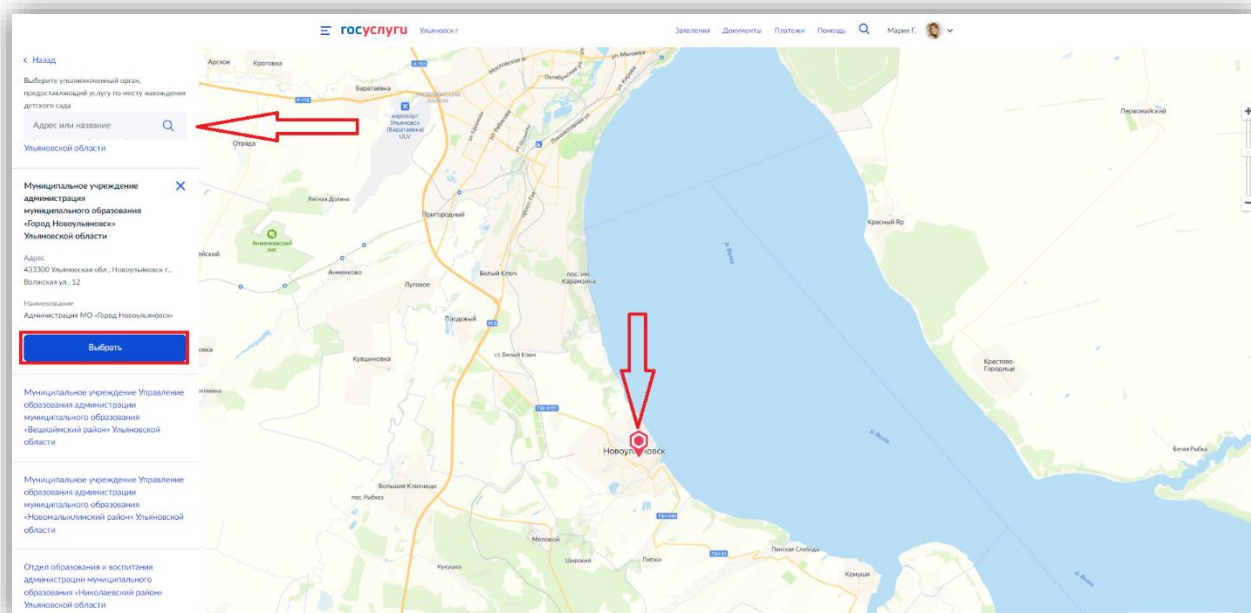 госуслуги Ульяновск г Заявления Документы Платежи Помощь Мария Г.
Назад
Выберите уполномоченный орган,
предоставляющий услугу по месту нахождения
детского сада
Адрес или название
Ульяновской области
Муниципальное учреждение
администрация
муниципального образования
«Город Новоульяновск»
Ульяновской области
Адрес
433300 Ульяновская обл., Новоульяновск г.,
Волжская ул., 12
Наименование
Администрация МО «Город Новоульяновск»
Выбрать
Муниципальное учреждение Управление
образования администрации
муниципального образования
«Вешкаймский район» Ульяновской
области
Муниципальное учреждение Управление
образования администрации
муниципального образования
«Новомалыклинский район» Ульяновской
области
Отдел образования и воспитания
администрации муниципального
образования «Николаевский район»
Ульяновской области
Арское
Кротовка
Баратаевка
аэропорт
Ульяновск
(Баратаевка)
ULV
Отрада
Лесная Долина
Пригородный
Анненковский
лес
Анненково
Луговое
Белый Ключ
пос. им.
Карамзина
Плодовый
Кувшиновка
ст. Белый Ключ
Новоульяновск
Большие Ключищи
пос. Рыбхоз
Меловой
Кукушка
Широкий
Липки
Панская Слобода
Криуши
Первомайский
Красный Яр
р. Волга
Крестово-
Городище
р. Волга
Белая Рыбка
р. Волга